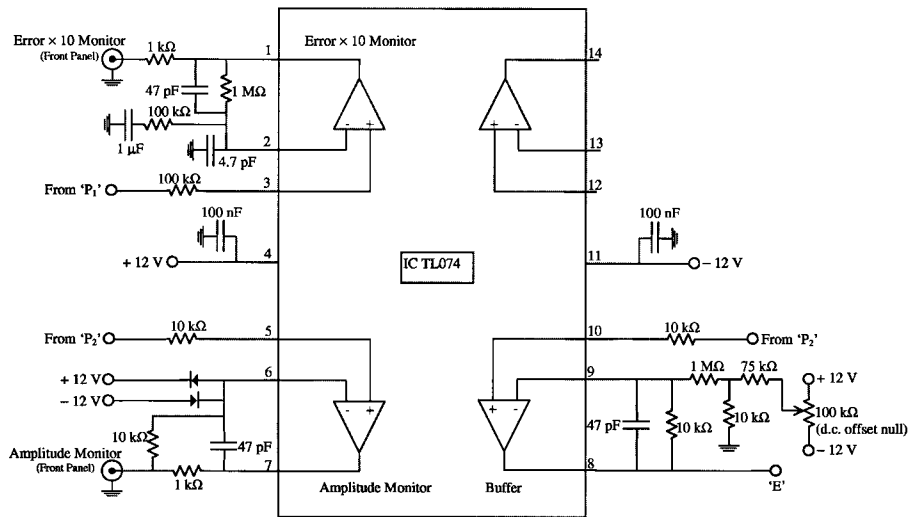 Error × 10 Monitor
(Front Panel)
1 kΩ
1
Error × 10 Monitor
14
47 pF
1 MΩ
100 kΩ
1 µF
2
4.7 pF
- +
+ -
13
From 'P₁'
100 kΩ
3
12
100 nF
4
+ 12 V
IC TL074
100 nF
11
− 12 V
From 'P₂'
10 kΩ
5
10
10 kΩ
From 'P₂'
+ 12 V
6
9
1 MΩ
75 kΩ
+ 12 V
− 12 V
- +
+ -
100 kΩ
(d.c. offset null)
10 kΩ
47 pF
47 pF
10 kΩ
10 kΩ
− 12 V
Amplitude Monitor
(Front Panel)
1 kΩ
7
Amplitude Monitor
Buffer
8
'E'